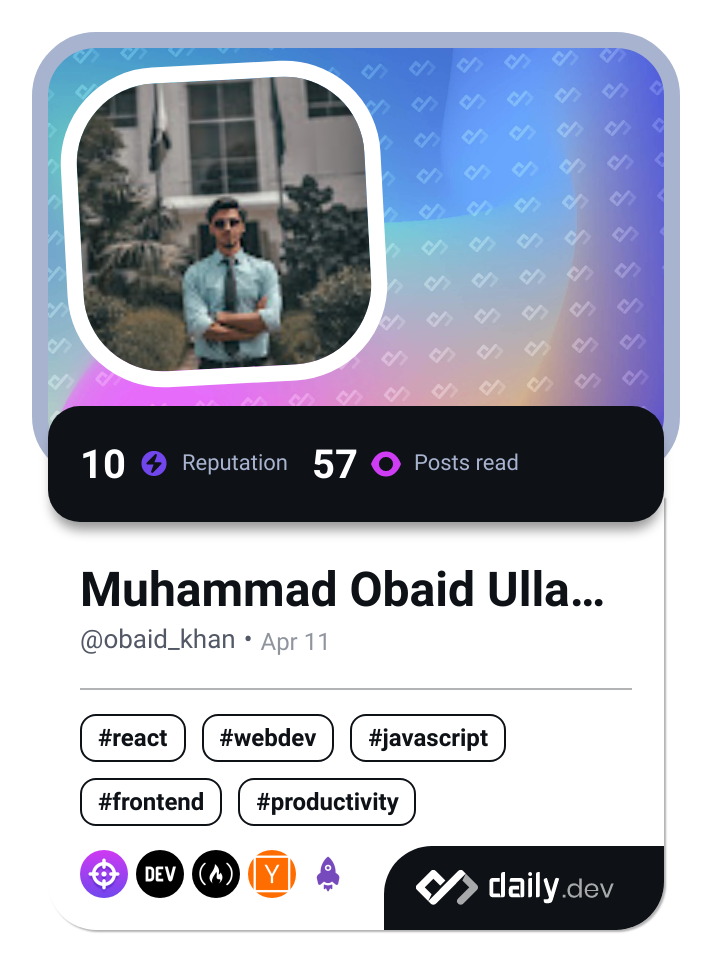 10 Reputation 57 Posts read
Muhammad Obaid Ulla...
@obaid_khan • Apr 11
#react #webdev #javascript
#frontend #productivity
DEV Y daily.dev